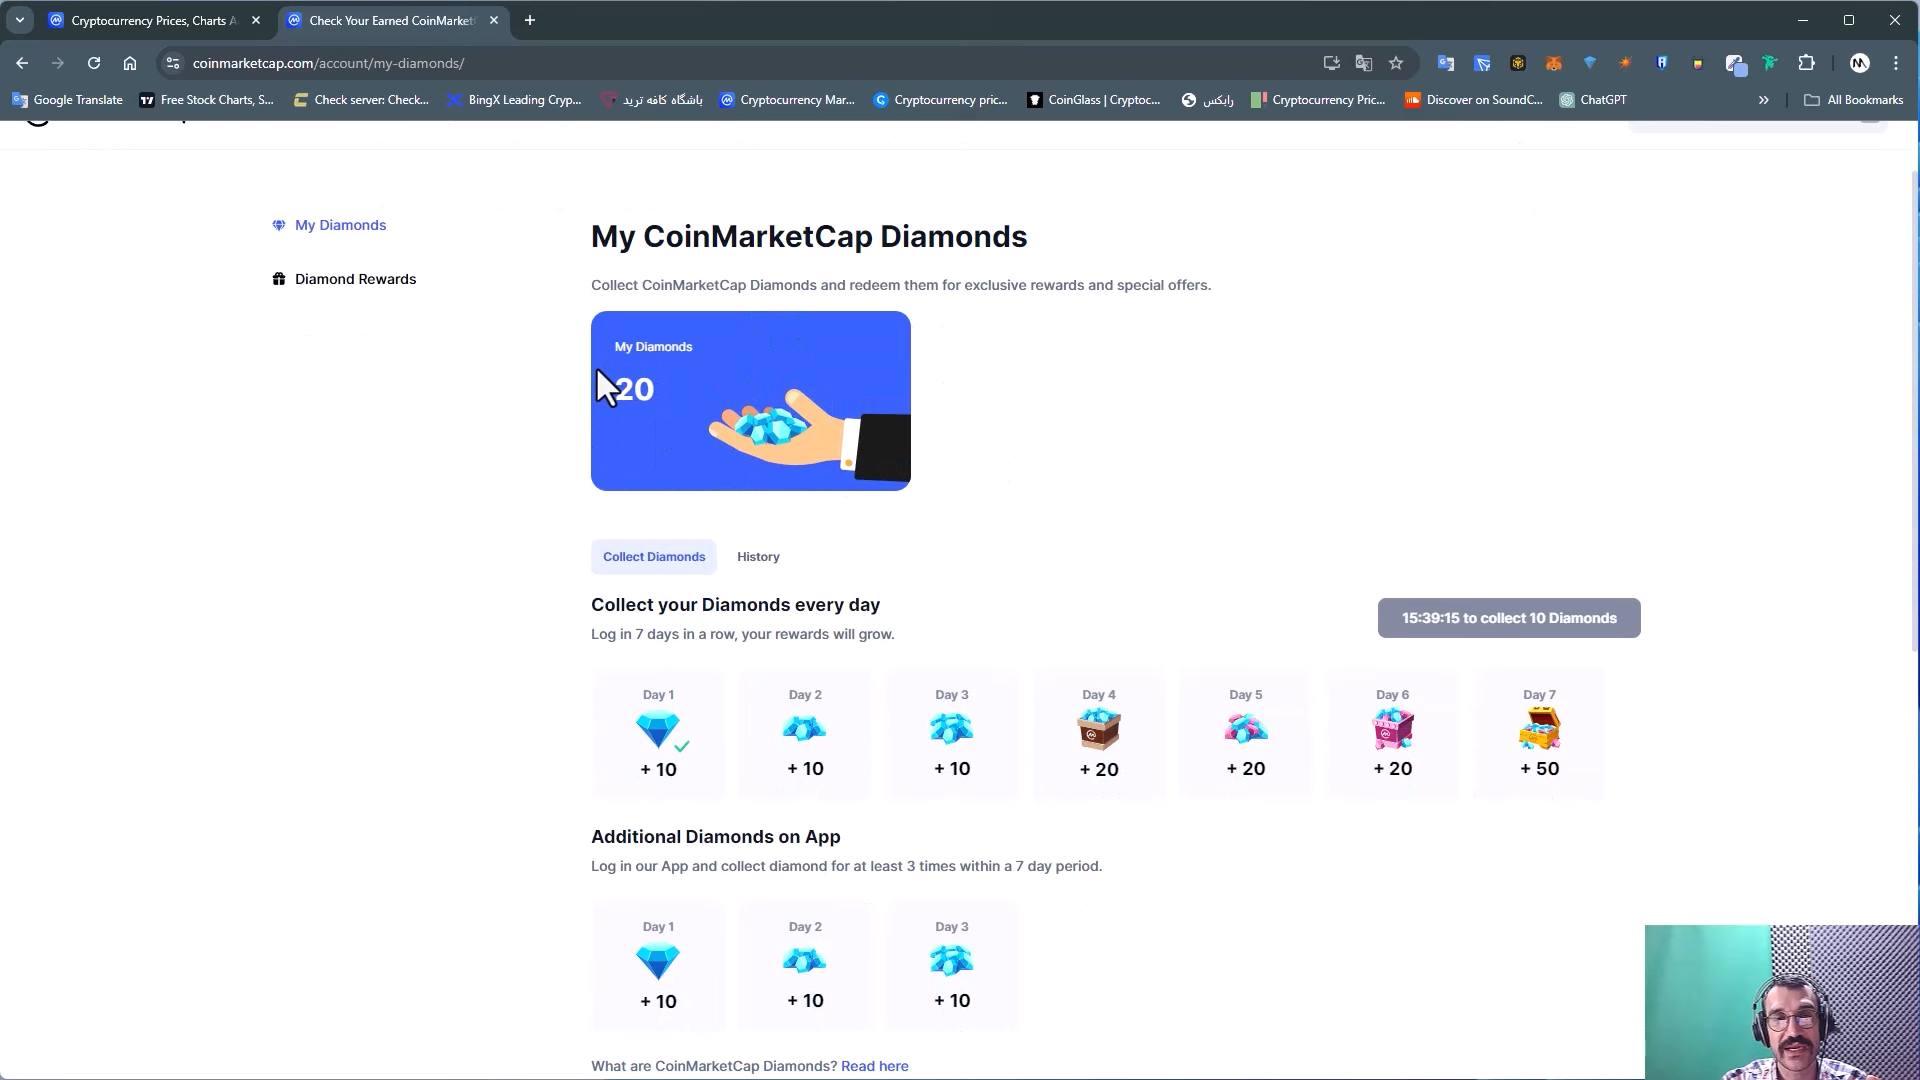 Cryptocurrency Prices, Charts A
Check Your Earned CoinMarket
coinmarketcap.com/account/my-diamonds/
Google Translate
Free Stock Charts, S...
Check server: Check...
BingX Leading Cryp...
باشگاه کافه ترید
Cryptocurrency Mar...
Cryptocurrency pric...
CoinGlass | Cryptoc...
رابکس
Cryptocurrency Pric...
Discover on SoundC...
ChatGPT
All Bookmarks
My Diamonds
Diamond Rewards
My CoinMarketCap Diamonds
Collect CoinMarketCap Diamonds and redeem them for exclusive rewards and special offers.
My Diamonds
20
Collect Diamonds
History
Collect your Diamonds every day
Log in 7 days in a row, your rewards will grow.
15:39:15 to collect 10 Diamonds
Day 1
+ 10
Day 2
+ 10
Day 3
+ 10
Day 4
+ 20
Day 5
+ 20
Day 6
+ 20
Day 7
+ 50
Additional Diamonds on App
Log in our App and collect diamond for at least 3 times within a 7 day period.
Day 1
+ 10
Day 2
+ 10
Day 3
+ 10
What are CoinMarketCap Diamonds? Read here